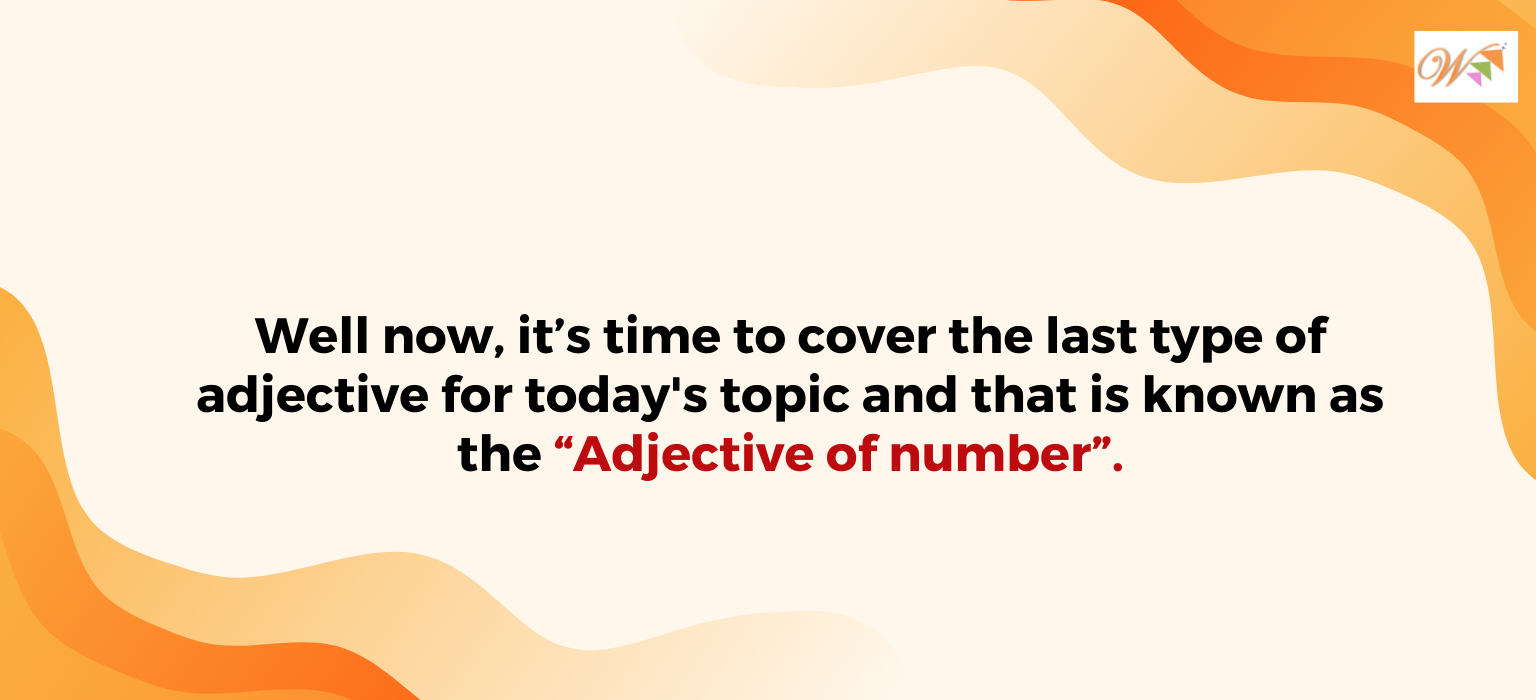 W
Well now, it’s time to cover the last type of
adjective for today's topic and that is known as
the “Adjective of number”.